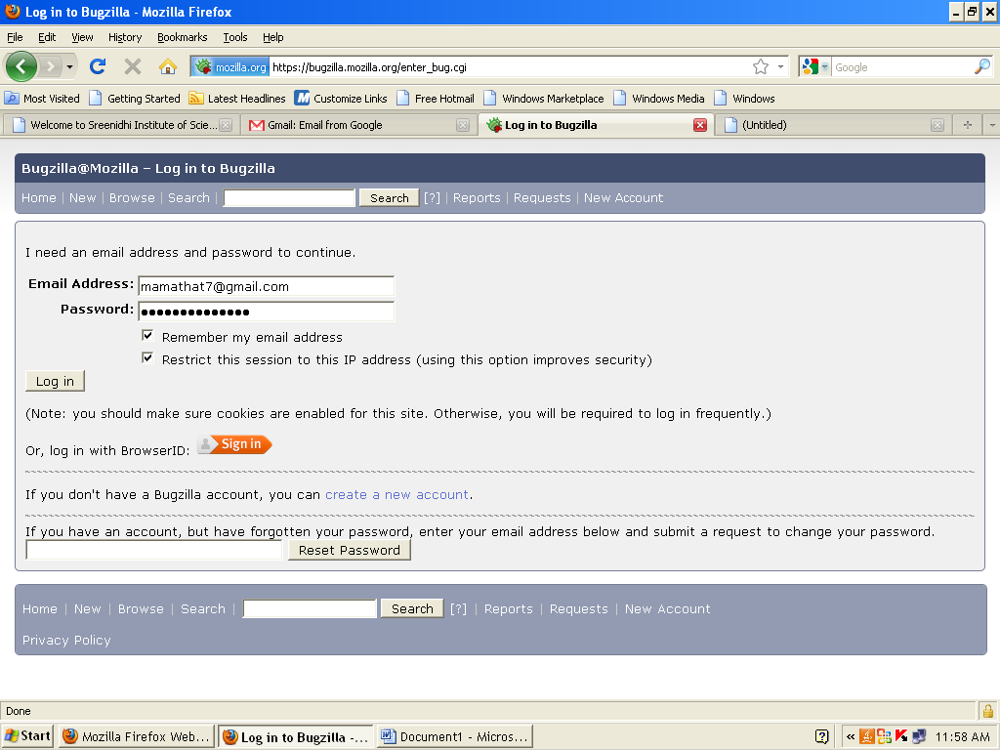 Log in to Bugzilla - Mozilla Firefox
File Edit View History Bookmarks Tools Help
mozilla.org https://bugzilla.mozilla.org/enter_bug.cgi Google
Most Visited Getting Started Latest Headlines Customize Links Free Hotmail Windows Marketplace Windows Media Windows
Welcome to Sreenidhi Institute of Scie... Gmail: Email from Google Log in to Bugzilla (Untitled)
Bugzilla@Mozilla – Log in to Bugzilla
Home | New | Browse | Search | Search [?] | Reports | Requests | New Account
I need an email address and password to continue.
Email Address: mamathat7@gmail.com
Password: ••••••••••••••
Remember my email address
Restrict this session to this IP address (using this option improves security)
Log in
(Note: you should make sure cookies are enabled for this site. Otherwise, you will be required to log in frequently.)
Or, log in with BrowserID: Sign in
If you don't have a Bugzilla account, you can create a new account.
If you have an account, but have forgotten your password, enter your email address below and submit a request to change your password.
Reset Password
Home | New | Browse | Search | Search [?] | Reports | Requests | New Account
Privacy Policy
Done
Start Mozilla Firefox Web... Log in to Bugzilla -... Document1 - Micros... « 11:58 AM